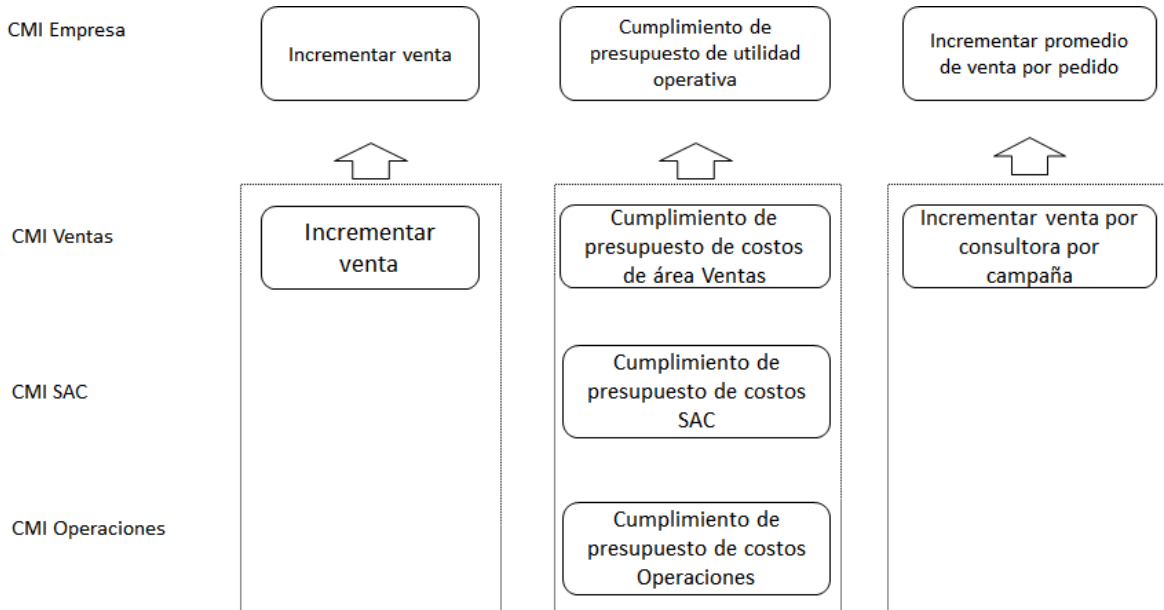 CMI Empresa
Incrementar venta
Cumplimiento de
presupuesto de utilidad
operativa
Incrementar promedio
de venta por pedido
CMI Ventas
Incrementar
venta
Cumplimiento de
presupuesto de costos
de área Ventas
Incrementar venta por
consultora por
campaña
CMI SAC
Cumplimiento de
presupuesto de costos
SAC
CMI Operaciones
Cumplimiento de
presupuesto de costos
Operaciones